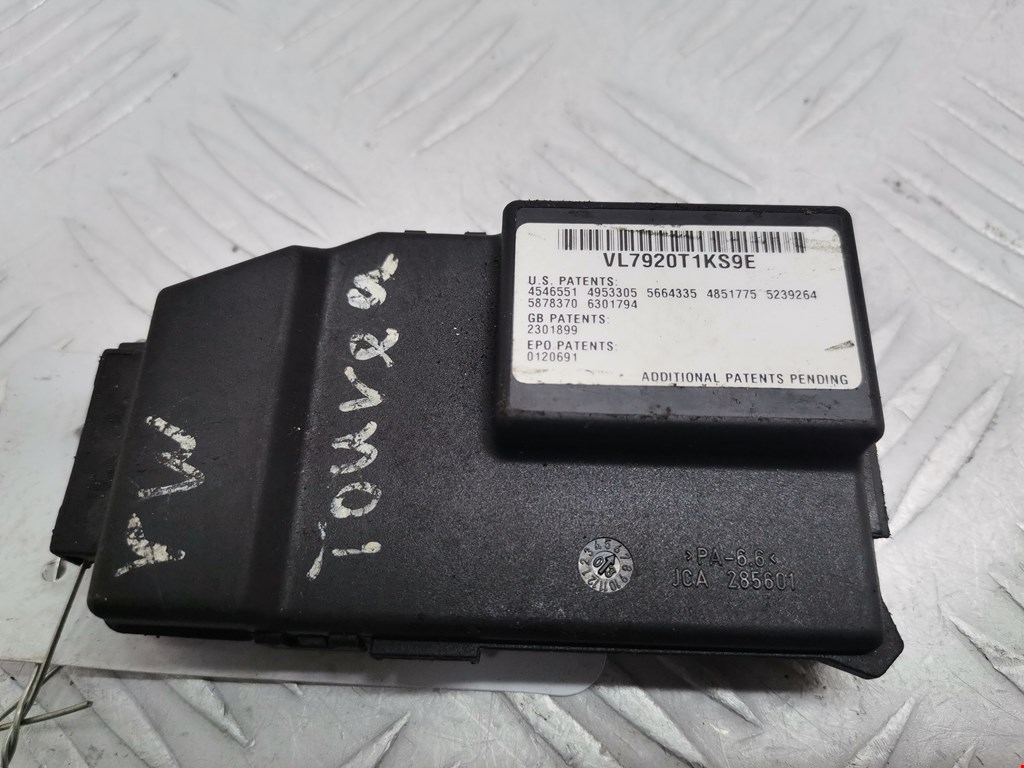 VL7920T1KS9E
U.S. PATENTS:
4546551 4953305 5664335 4851775 5239264
5878370 6301794
GB PATENTS:
2301899
EPO PATENTS:
0120691
ADDITIONAL PATENTS PENDING
Touareg
>PA-6.6<
JCA 285601